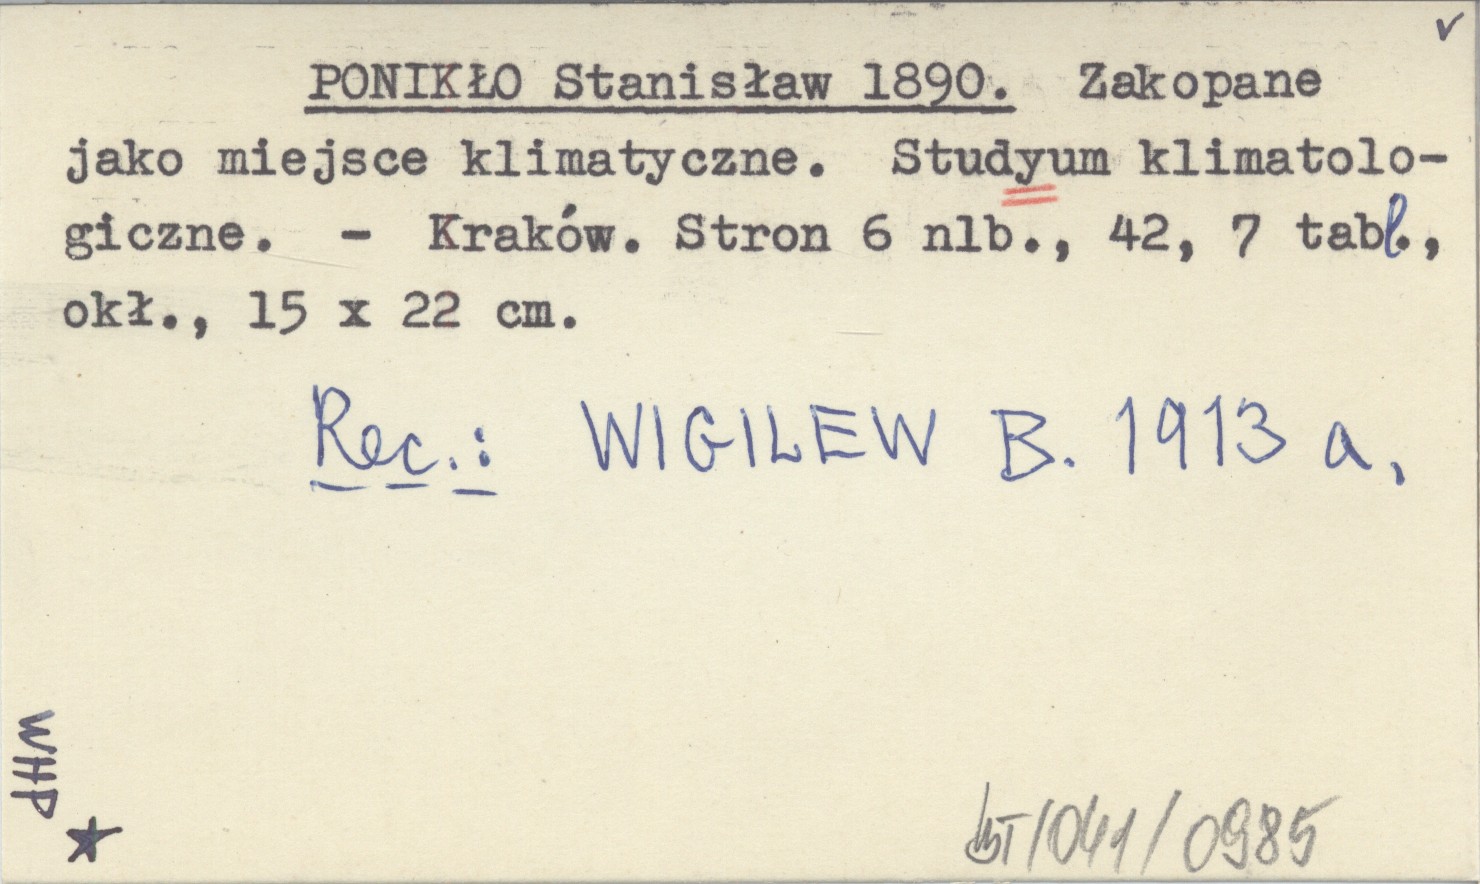 PONIKŁO Stanisław 1890. Zakopane
jako miejsce klimatyczne. Studyum klimatolo-
giczne. - Kraków. Stron 6 nlb., 42, 7 tabl.,
okł., 15 x 22 cm.
Rec.: WIGILEW B. 1913 a.
WHP
/041/0985